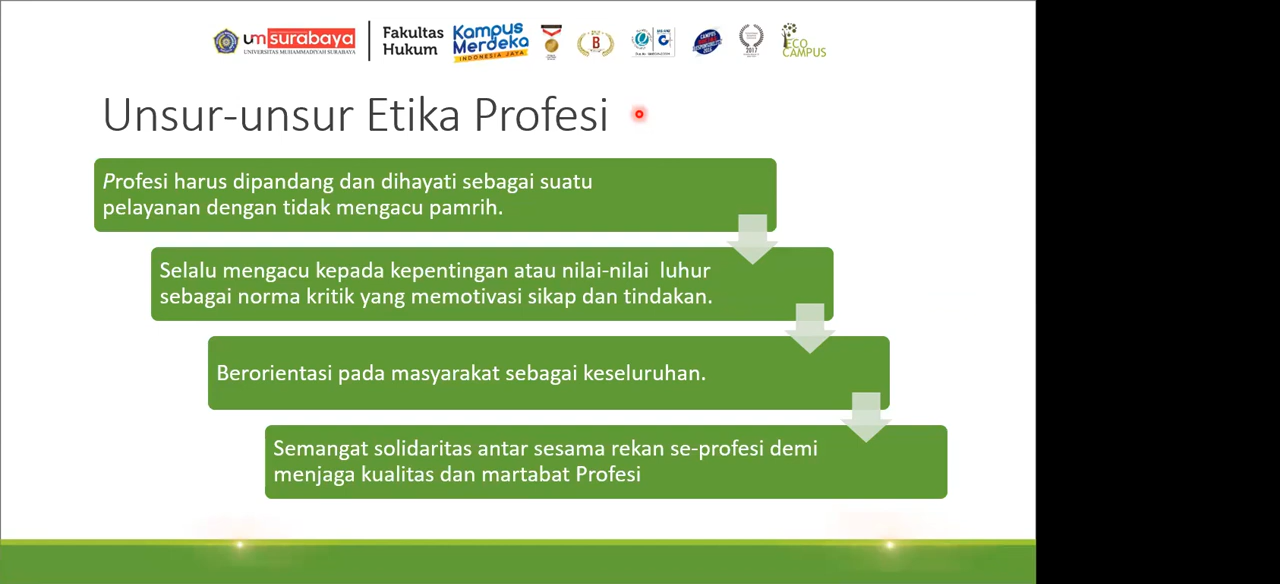 umsurabaya
UNIVERSITAS MUHAMMADIYAH SURABAYA
Fakultas
Hukum
Kampus
Merdeka
INDONESIA JAYA
B
2017
ECO
CAMPUS
Unsur-unsur Etika Profesi
Profesi harus dipandang dan dihayati sebagai suatu
pelayanan dengan tidak mengacu pamrih.
Selalu mengacu kepada kepentingan atau nilai-nilai  luhur
sebagai norma kritik yang memotivasi sikap dan tindakan.
Berorientasi pada masyarakat sebagai keseluruhan.
Semangat solidaritas antar sesama rekan se-profesi demi
menjaga kualitas dan martabat Profesi